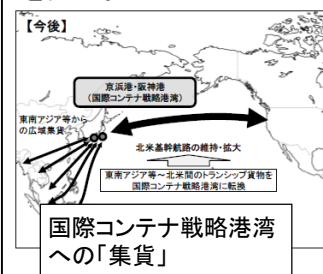 【今後】
京浜港・阪神港
（国際コンテナ戦略港湾）
東南アジア等から
の広域集貨
北米基幹航路の維持・拡大
東南アジア等～北米間のトランシップ貨物を
国際コンテナ戦略港湾に転換
国際コンテナ戦略港湾
への「集貨」